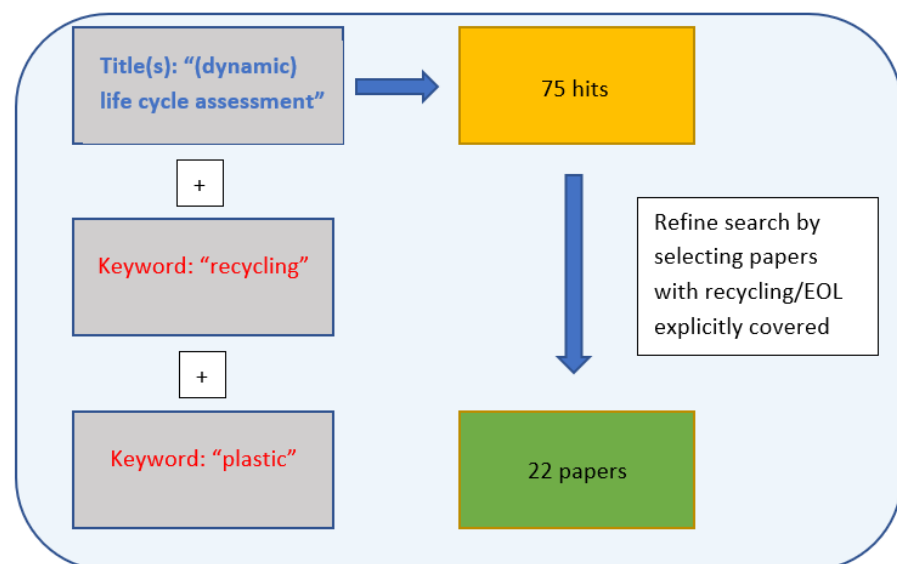 Title(s): “(dynamic)
life cycle assessment”
75 hits
+
Keyword: “recycling”
Refine search by
selecting papers
with recycling/EOL
explicitly covered
+
Keyword: “plastic”
22 papers